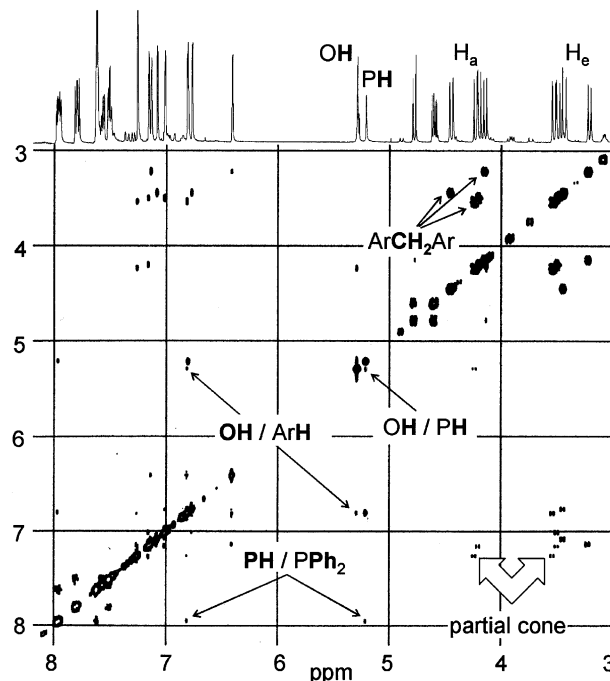 OH
PH
Ha
He
3
4
5
6
7
8
ArCH2Ar
OH / ArH
OH / PH
PH / PPh2
partial cone
8
7
6
5
4
3
ppm